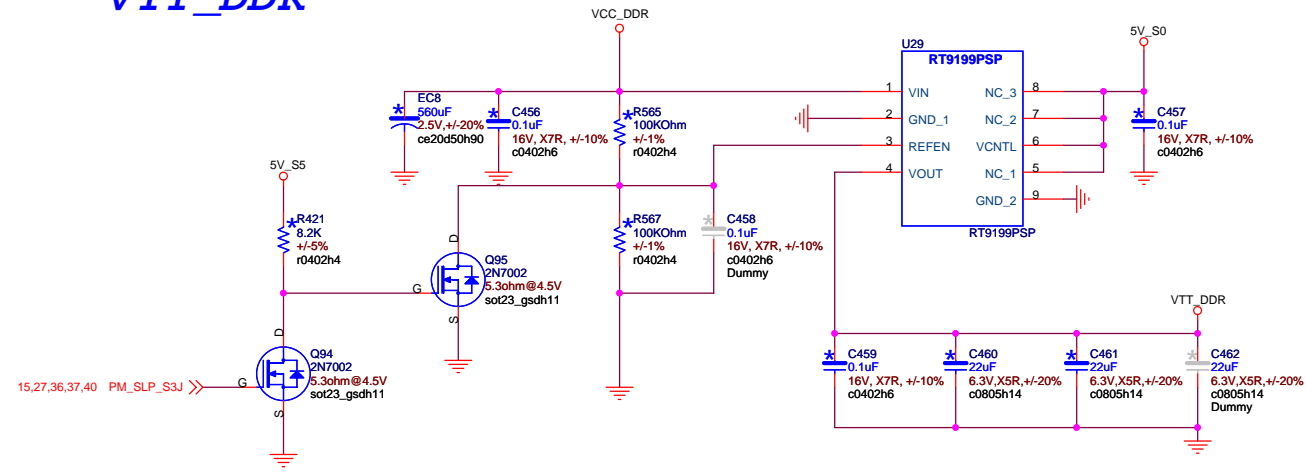 VTT_DDR
VCC_DDR
5V_S0
U29
RT9199PSP
1 VIN NC_3 8
2 GND_1 NC_2 7
3 REFEN VCNTL 6
4 VOUT NC_1 5
GND_2 9
RT9199PSP
EC8
560uF
2.5V,+/-20%
ce20d50h90
C456
0.1uF
16V, X7R, +/-10%
c0402h6
R565
100KOhm
+/-1%
r0402h4
C457
0.1uF
16V, X7R, +/-10%
c0402h6
5V_S5
R421
8.2K
+/-5%
r0402h4
D
G
S
Q95
2N7002
5.3ohm@4.5V
sot23_gsdh11
R567
100KOhm
+/-1%
r0402h4
C458
0.1uF
16V, X7R, +/-10%
c0402h6
Dummy
15,27,36,37,40 PM_SLP_S3J
D
G
S
Q94
2N7002
5.3ohm@4.5V
sot23_gsdh11
VTT_DDR
C459
0.1uF
16V, X7R, +/-10%
c0402h6
C460
22uF
6.3V,X5R,+/-20%
c0805h14
C461
22uF
6.3V,X5R,+/-20%
c0805h14
C462
22uF
6.3V,X5R,+/-20%
c0805h14
Dummy